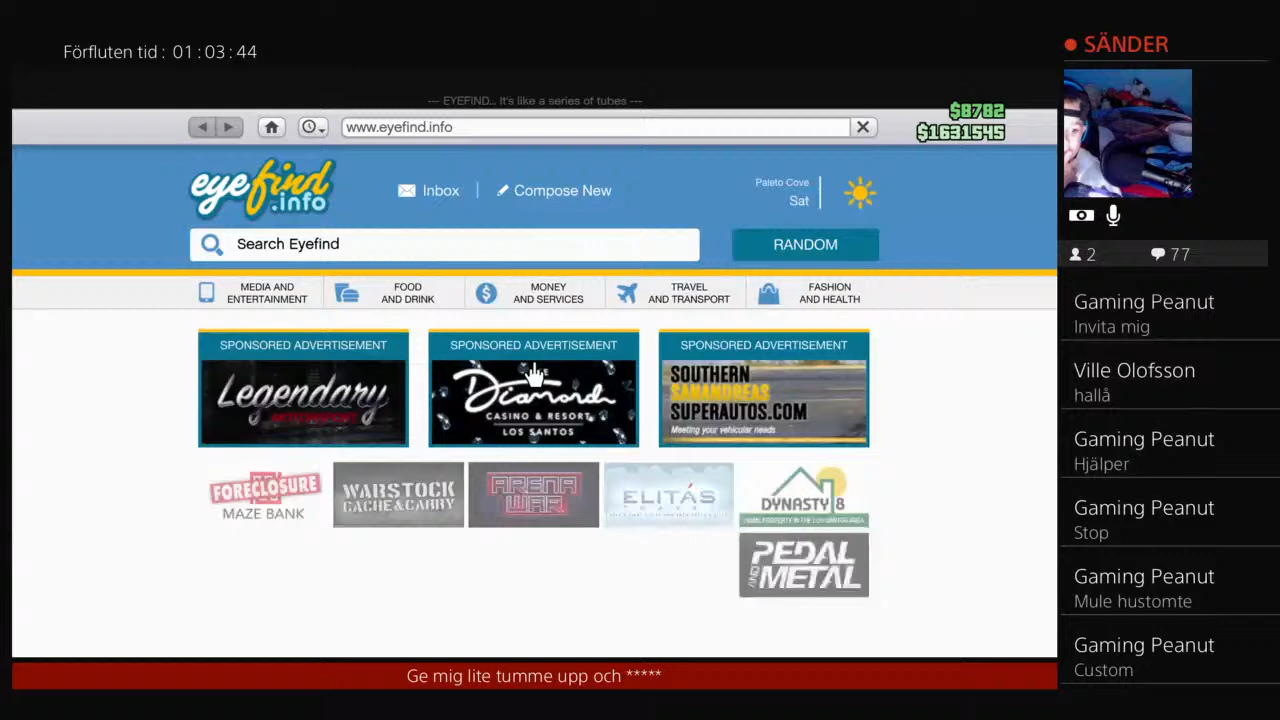 Förfluten tid : 01 : 03 : 44
SÄNDER
--- EYEFIND... It's like a series of tubes ---
www.eyefind.info
$8782
$1631545
eyefind
.info
Inbox
Compose New
Paleto Cove
Sat
Search Eyefind
RANDOM
2
77
MEDIA AND
ENTERTAINMENT
FOOD
AND DRINK
MONEY
AND SERVICES
TRAVEL
AND TRANSPORT
FASHION
AND HEALTH
SPONSORED ADVERTISEMENT
Legendary
MOTORSPORT
SPONSORED ADVERTISEMENT
Diamond
CASINO & RESORT
LOS SANTOS
SPONSORED ADVERTISEMENT
SOUTHERN
SANANDREAS
SUPERAUTOS.COM
Meeting your vehicular needs
FORECLOSURE
MAZE BANK
WARSTOCK
CACHE & CARRY
ARENA
WAR
ELITÁS
TRAVEL
DYNASTY 8
PEDAL
AND METAL
Gaming Peanut
Invita mig
Ville Olofsson
hallå
Gaming Peanut
Hjälper
Gaming Peanut
Stop
Gaming Peanut
Mule hustomte
Gaming Peanut
Custom
Ge mig lite tumme upp och *****